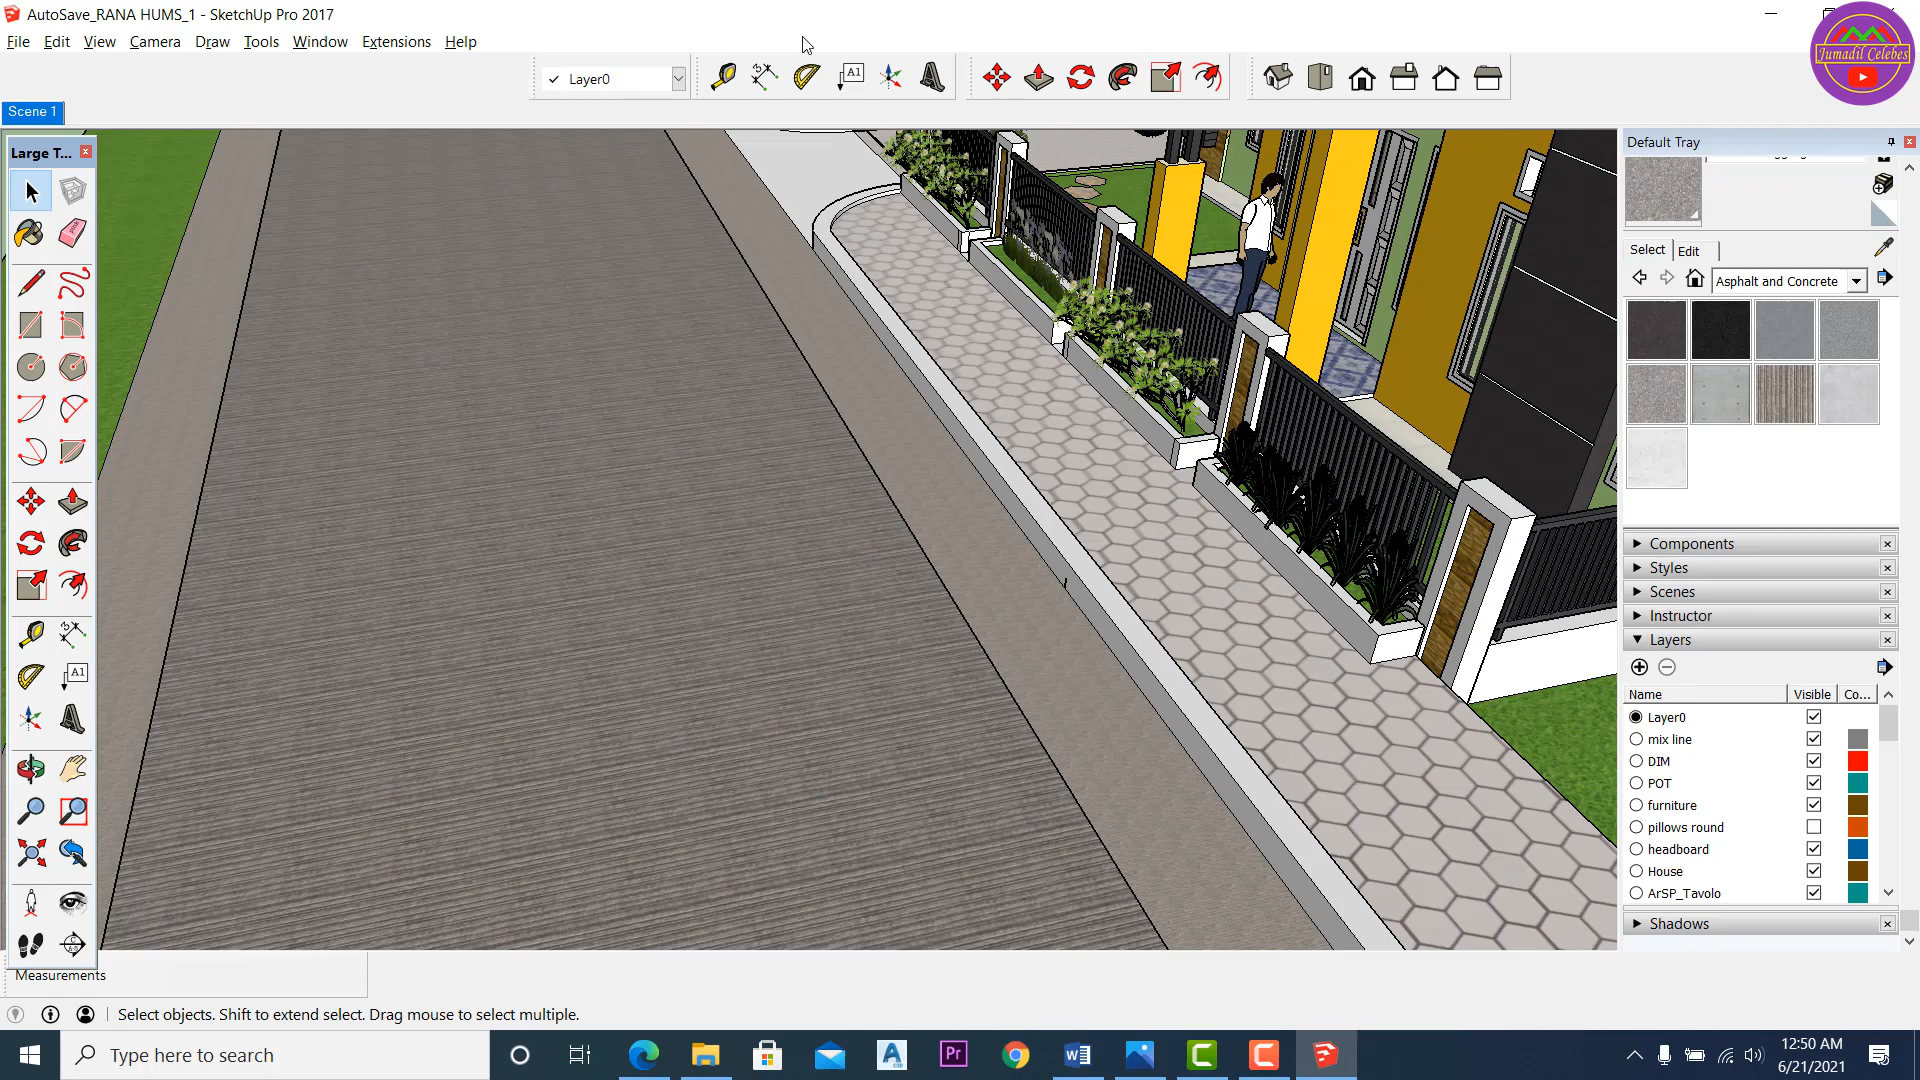 AutoSave_RANA HUMS_1 - SketchUp Pro 2017
File Edit View Camera Draw Tools Window Extensions Help
Layer0
A1
Jumadil Celebes
Scene 1
Large T...
Default Tray
Select Edit
Asphalt and Concrete
A1
Components
Styles
Scenes
Instructor
Layers
Name Visible Co...
Layer0
mix line
DIM
POT
furniture
pillows round
headboard
House
ArSP_Tavolo
Shadows
Measurements
Select objects. Shift to extend select. Drag mouse to select multiple.
Type here to search
Pr
12:50 AM
6/21/2021